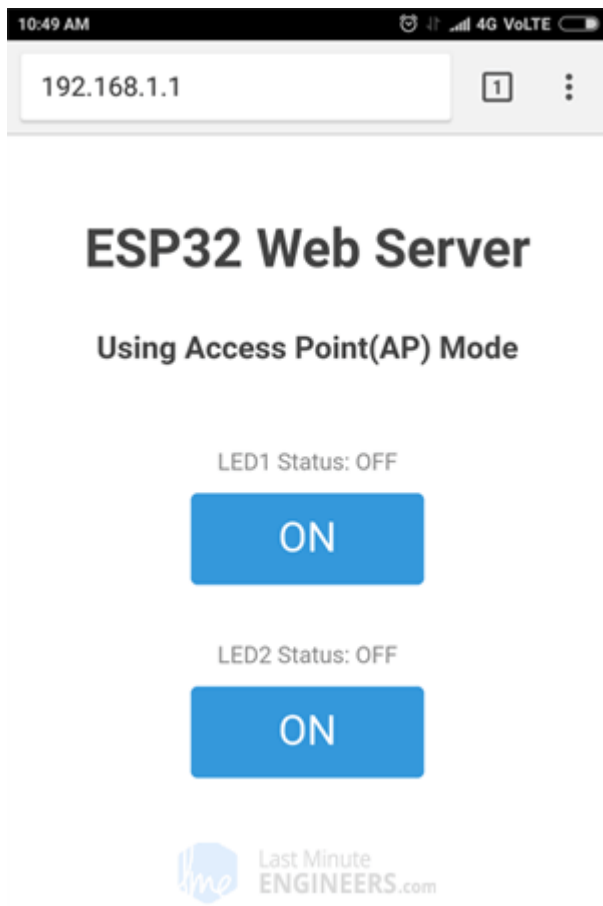 10:49 AM 4G VoLTE
192.168.1.1 1
ESP32 Web Server
Using Access Point(AP) Mode
LED1 Status: OFF
ON
LED2 Status: OFF
ON
lme
Last Minute
ENGINEERS.com